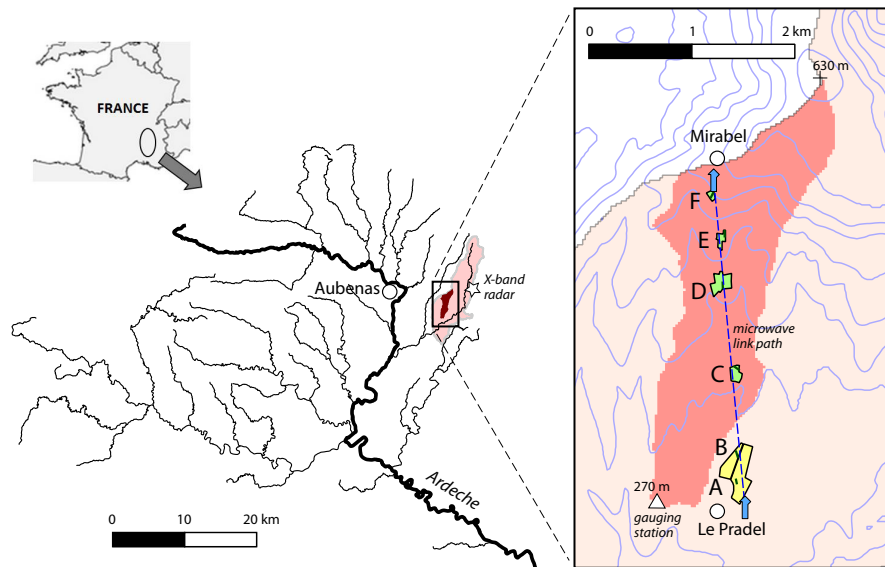 FRANCE
Aubenas
X-band
radar
Ardeche
0 10 20 km
0 1 2 km
630 m
Mirabel
F
E
D
microwave
link path
C
B
A
270 m
gauging
station
Le Pradel